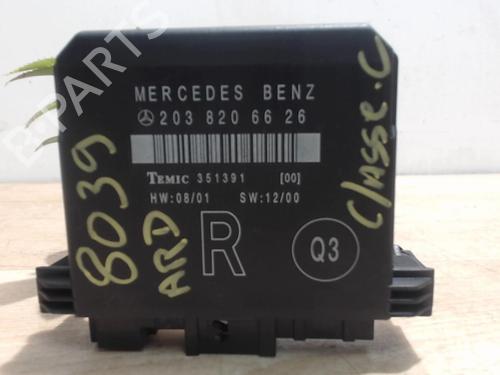 B-PARTS
MERCEDES BENZ
203 820 66 26
TEMIC 351391 [00]
HW:08/01 SW:12/00
R
Q3
8039
ARD
Classe.C